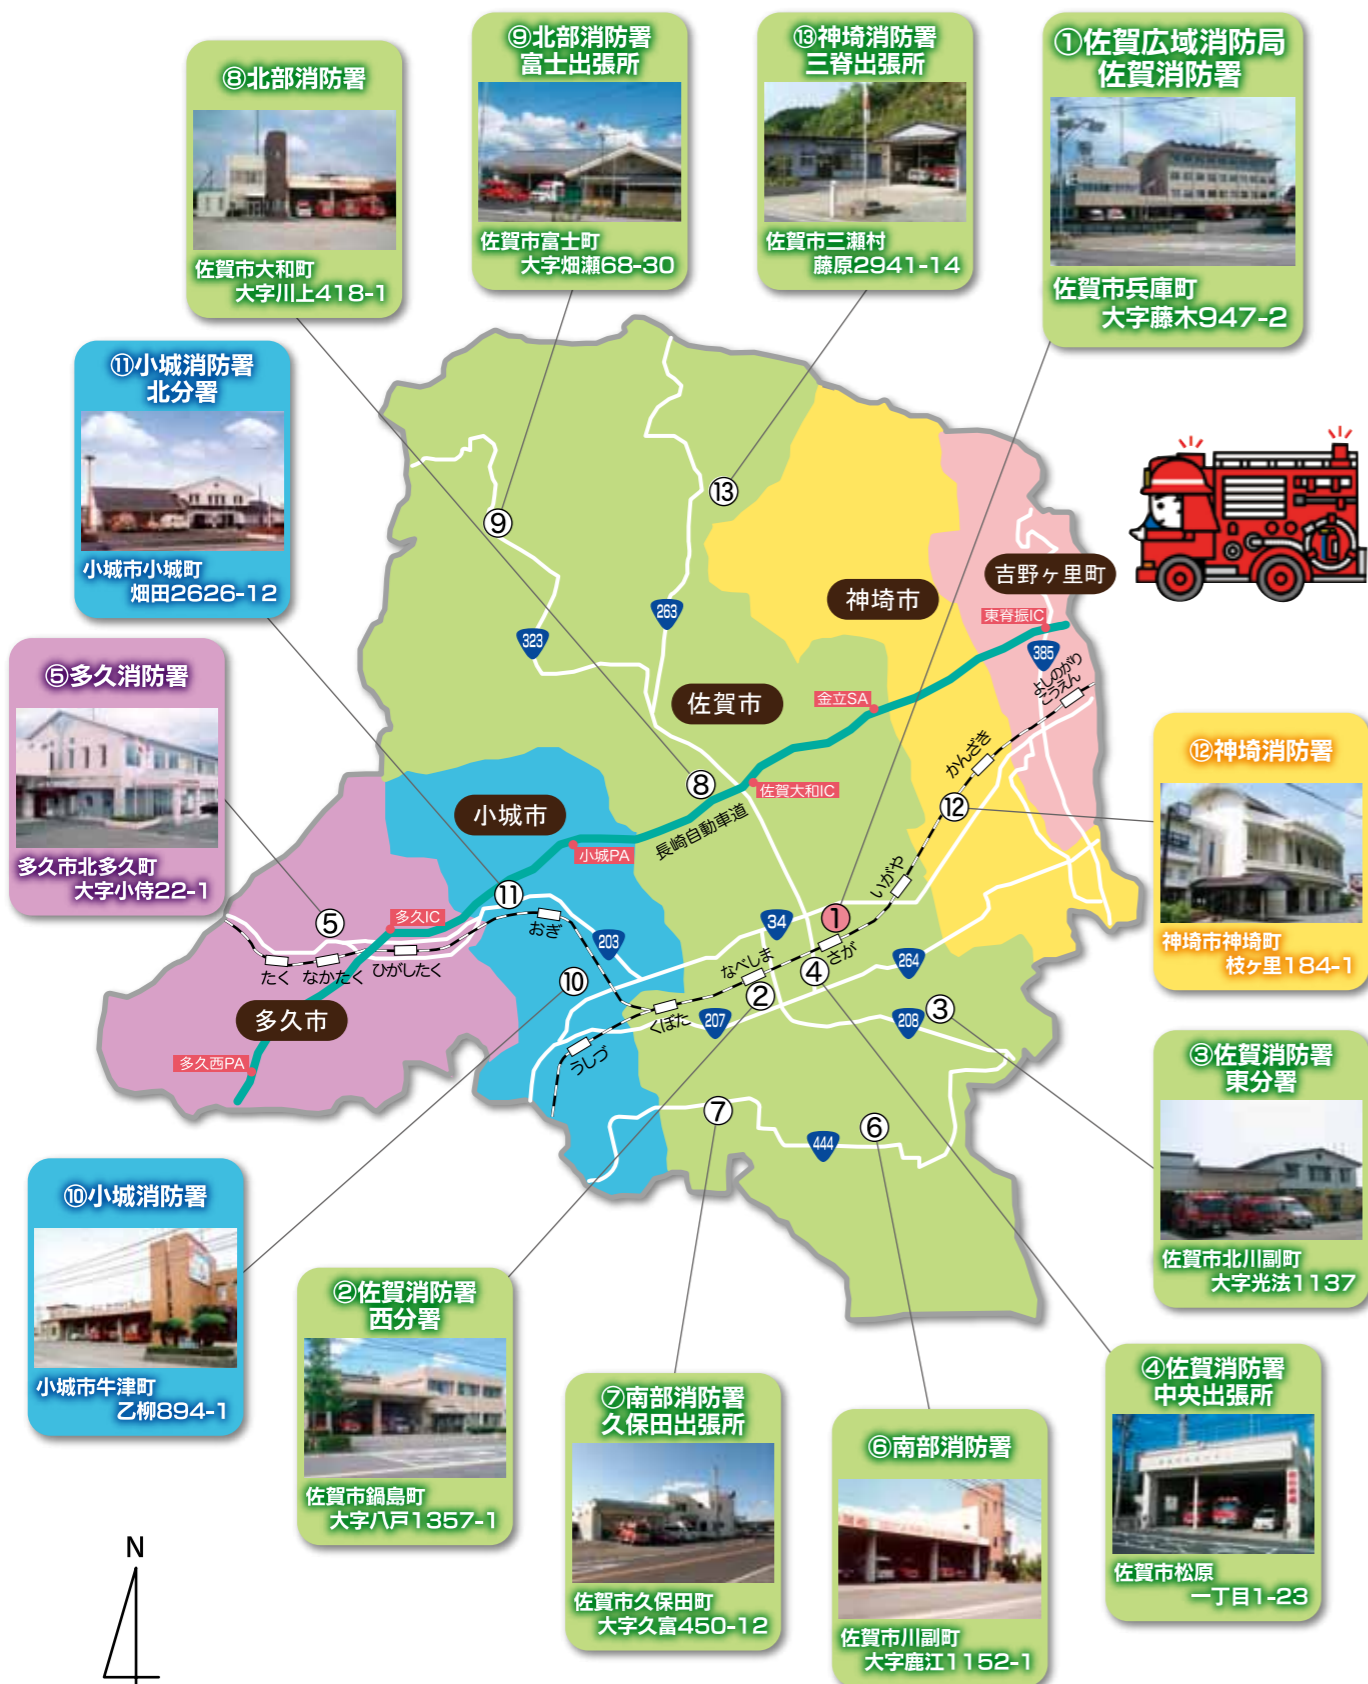 ⑧北部消防署
佐賀市大和町
大字川上418-1
⑨北部消防署
富士出張所
佐賀市富士町
大字畑瀬68-30
⑬神埼消防署
三脊出張所
佐賀市三瀬村
藤原2941-14
①佐賀広域消防局
佐賀消防署
佐賀市兵庫町
大字藤木947-2
⑪小城消防署
北分署
小城市小城町
畑田2626-12
⑤多久消防署
多久市北多久町
大字小侍22-1
⑩小城消防署
小城市牛津町
乙柳894-1
②佐賀消防署
西分署
佐賀市鍋島町
大字八戸1357-1
⑦南部消防署
久保田出張所
佐賀市久保田町
大字久富450-12
⑥南部消防署
佐賀市川副町
大字鹿江1152-1
④佐賀消防署
中央出張所
佐賀市松原
一丁目1-23
③佐賀消防署
東分署
佐賀市北川副町
大字光法1137
⑫神埼消防署
神埼市神埼町
枝ヶ里184-1
⑬
⑨
吉野ヶ里町
神埼市
東脊振IC
263
323
385
よしのがり
こうえん
佐賀市
金立SA
かんざき
⑧
佐賀大和IC
⑫
小城市
長崎自動車道
小城PA
いがや
⑪
多久IC
⑤
おぎ
203
34
①
さが
なべしま
④
264
たく
なかたく
ひがしたく
⑩
②
③
くぼた
207
208
多久市
うしづ
多久西PA
⑦
⑥
444
N